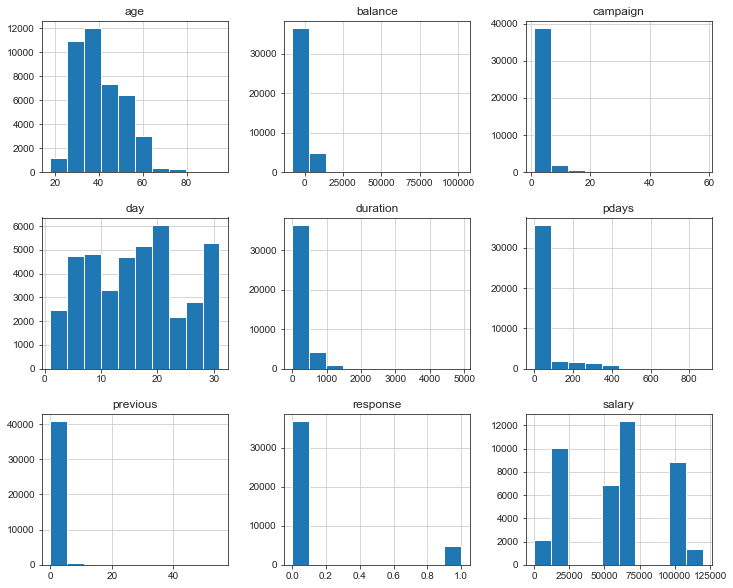 age
12000
10000
8000
6000
4000
2000
0
20 40 60 80
balance
30000
20000
10000
0
0 25000 50000 75000 100000
campaign
40000
30000
20000
10000
0
0 20 40 60
day
6000
5000
4000
3000
2000
1000
0
0 10 20 30
duration
30000
20000
10000
0
0 1000 2000 3000 4000 5000
pdays
30000
20000
10000
0
0 200 400 600 800
previous
40000
30000
20000
10000
0
0 20 40
response
30000
20000
10000
0
0.0 0.2 0.4 0.6 0.8 1.0
salary
12000
10000
8000
6000
4000
2000
0
0 25000 50000 75000 100000 125000